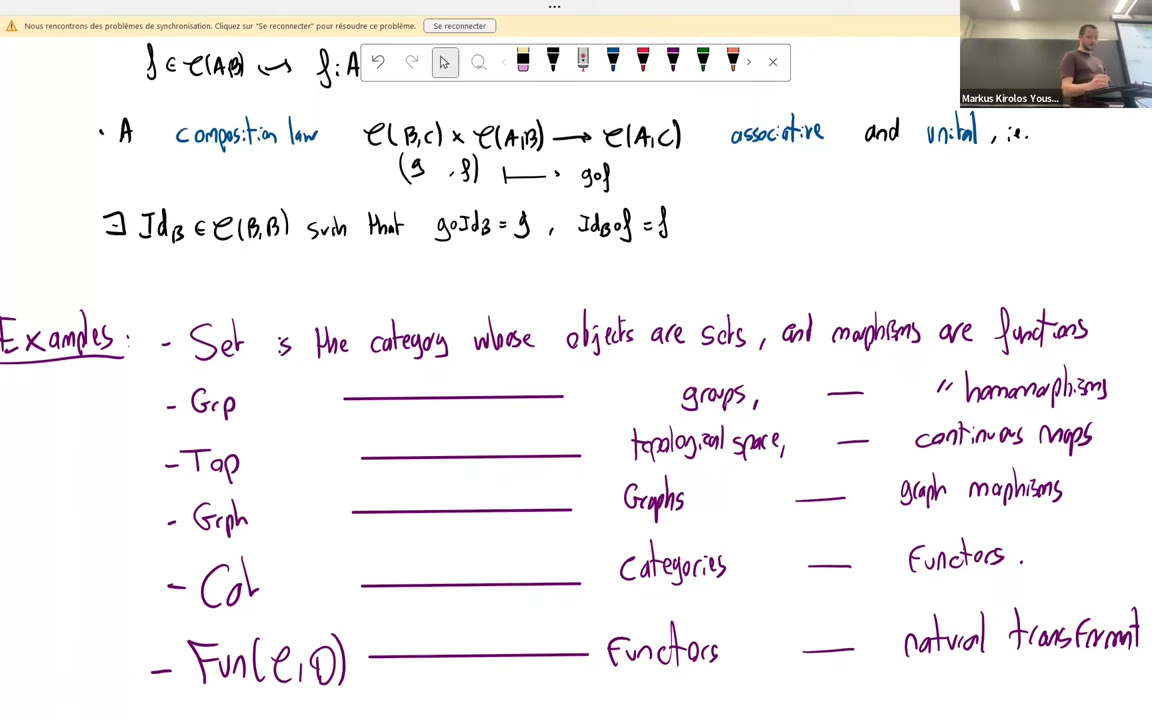 Nous rencontrons des problèmes de synchronisation. Cliquez sur "Se reconnecter" pour résoudre ce problème. Se reconnecter
f ∈ C(A,B) ↭ f: A
Markus Kirolos Yous...
• A composition law C(B,C) × C(A,B) → C(A,C) associative and unital, i.e.
(g, f) ↦ g∘f
∃ Id_B ∈ C(B,B) such that g∘Id_B = g, Id_B∘f = f
Examples: - Set is the category whose objects are sets, and morphisms are functions
- Grp — groups, — " homomorphisms
- Top — topological space, — continuous maps
- Grph — Graphs — graph morphisms
- Cat — Categories — Functors.
- Fun(C,D) — Functors — natural transformat